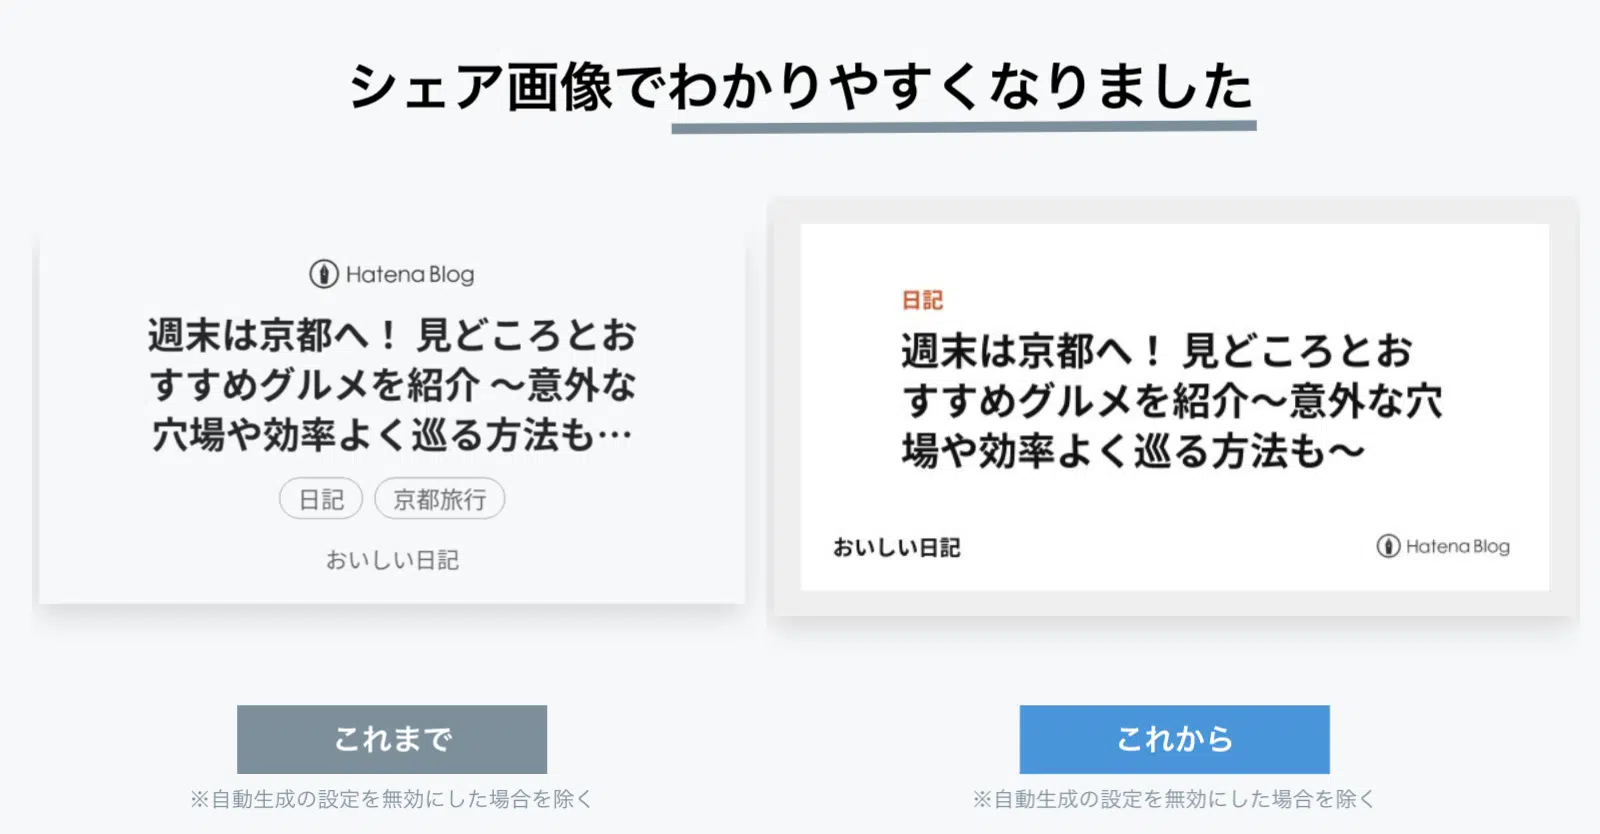 シェア画像でわかりやすくなりました
Hatena Blog
週末は京都へ！ 見どころとお
すすめグルメを紹介 ～意外な
穴場や効率よく巡る方法も…
日記 京都旅行
おいしい日記
これまで
※自動生成の設定を無効にした場合を除く
日記
週末は京都へ！ 見どころとお
すすめグルメを紹介～意外な穴
場や効率よく巡る方法も～
おいしい日記 Hatena Blog
これから
※自動生成の設定を無効にした場合を除く